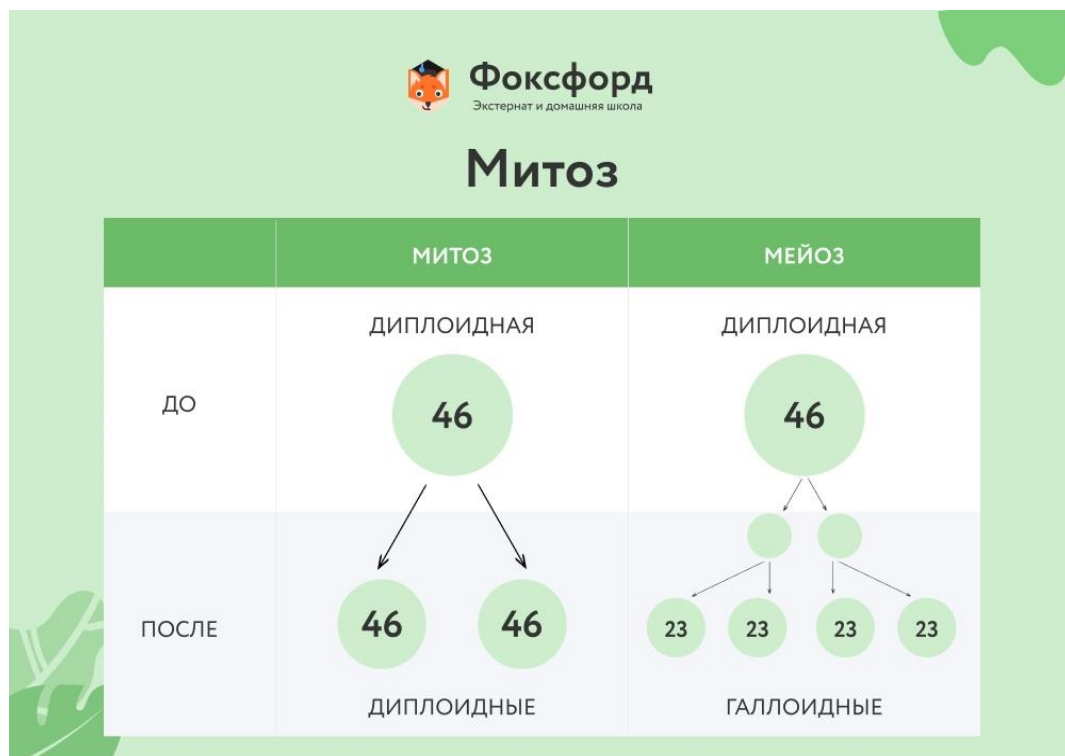 Фоксфорд
Экстернат и домашняя школа
Митоз
МИТОЗ МЕЙОЗ
ДИПЛОИДНАЯ ДИПЛОИДНАЯ
ДО 46 46
ПОСЛЕ 46 46 23 23 23 23
ДИПЛОИДНЫЕ ГАЛЛОИДНЫЕ